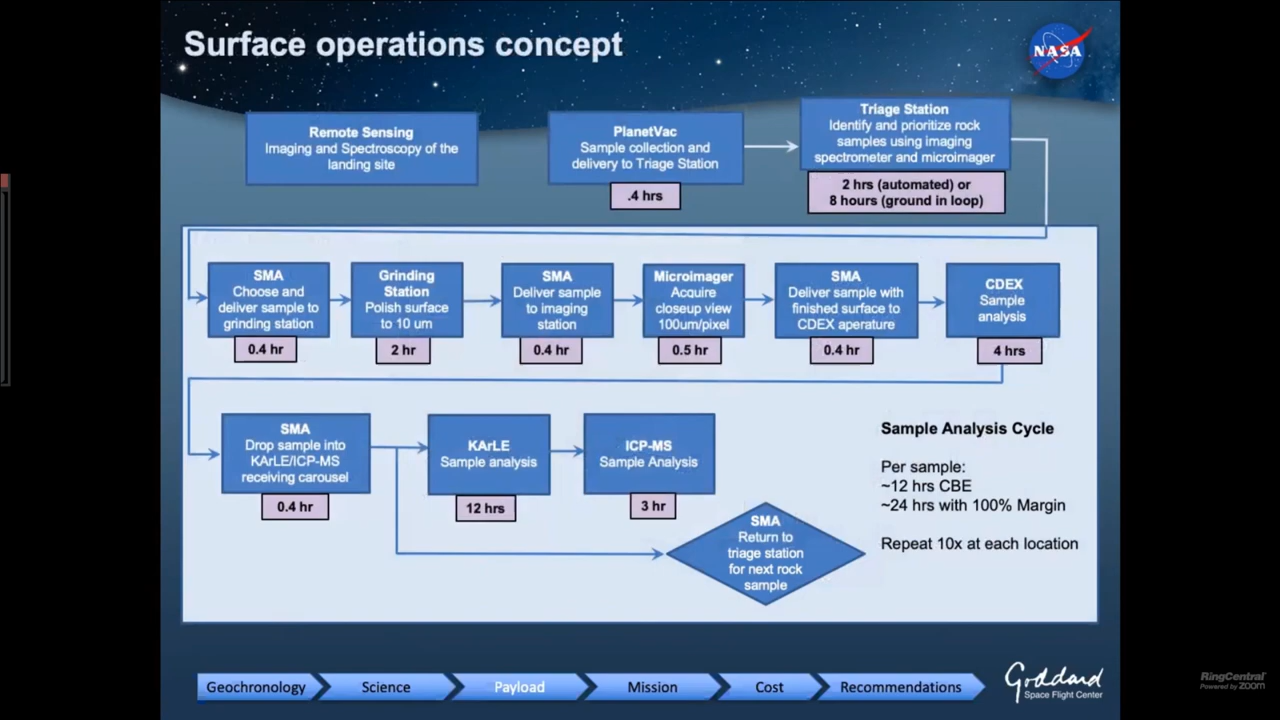 Surface operations concept
NASA
Remote Sensing
Imaging and Spectroscopy of the
landing site
PlanetVac
Sample collection and
delivery to Triage Station
.4 hrs
Triage Station
Identify and prioritize rock
samples using imaging
spectrometer and microimager
2 hrs (automated) or
8 hours (ground in loop)
SMA
Choose and
deliver sample to
grinding station
0.4 hr
Grinding
Station
Polish surface
to 10 um
2 hr
SMA
Deliver sample
to imaging
station
0.4 hr
Microimager
Acquire
closeup view
100um/pixel
0.5 hr
SMA
Deliver sample with
finished surface to
CDEX aperature
0.4 hr
CDEX
Sample
analysis
4 hrs
SMA
Drop sample into
KArLE/ICP-MS
receiving carousel
0.4 hr
KArLE
Sample analysis
12 hrs
ICP-MS
Sample Analysis
3 hr
SMA
Return to
triage station
for next rock
sample
Sample Analysis Cycle
Per sample:
~12 hrs CBE
~24 hrs with 100% Margin
Repeat 10x at each location
Geochronology
Science
Payload
Mission
Cost
Recommendations
Goddard
Space Flight Center
RingCentral
Powered by ZOOM